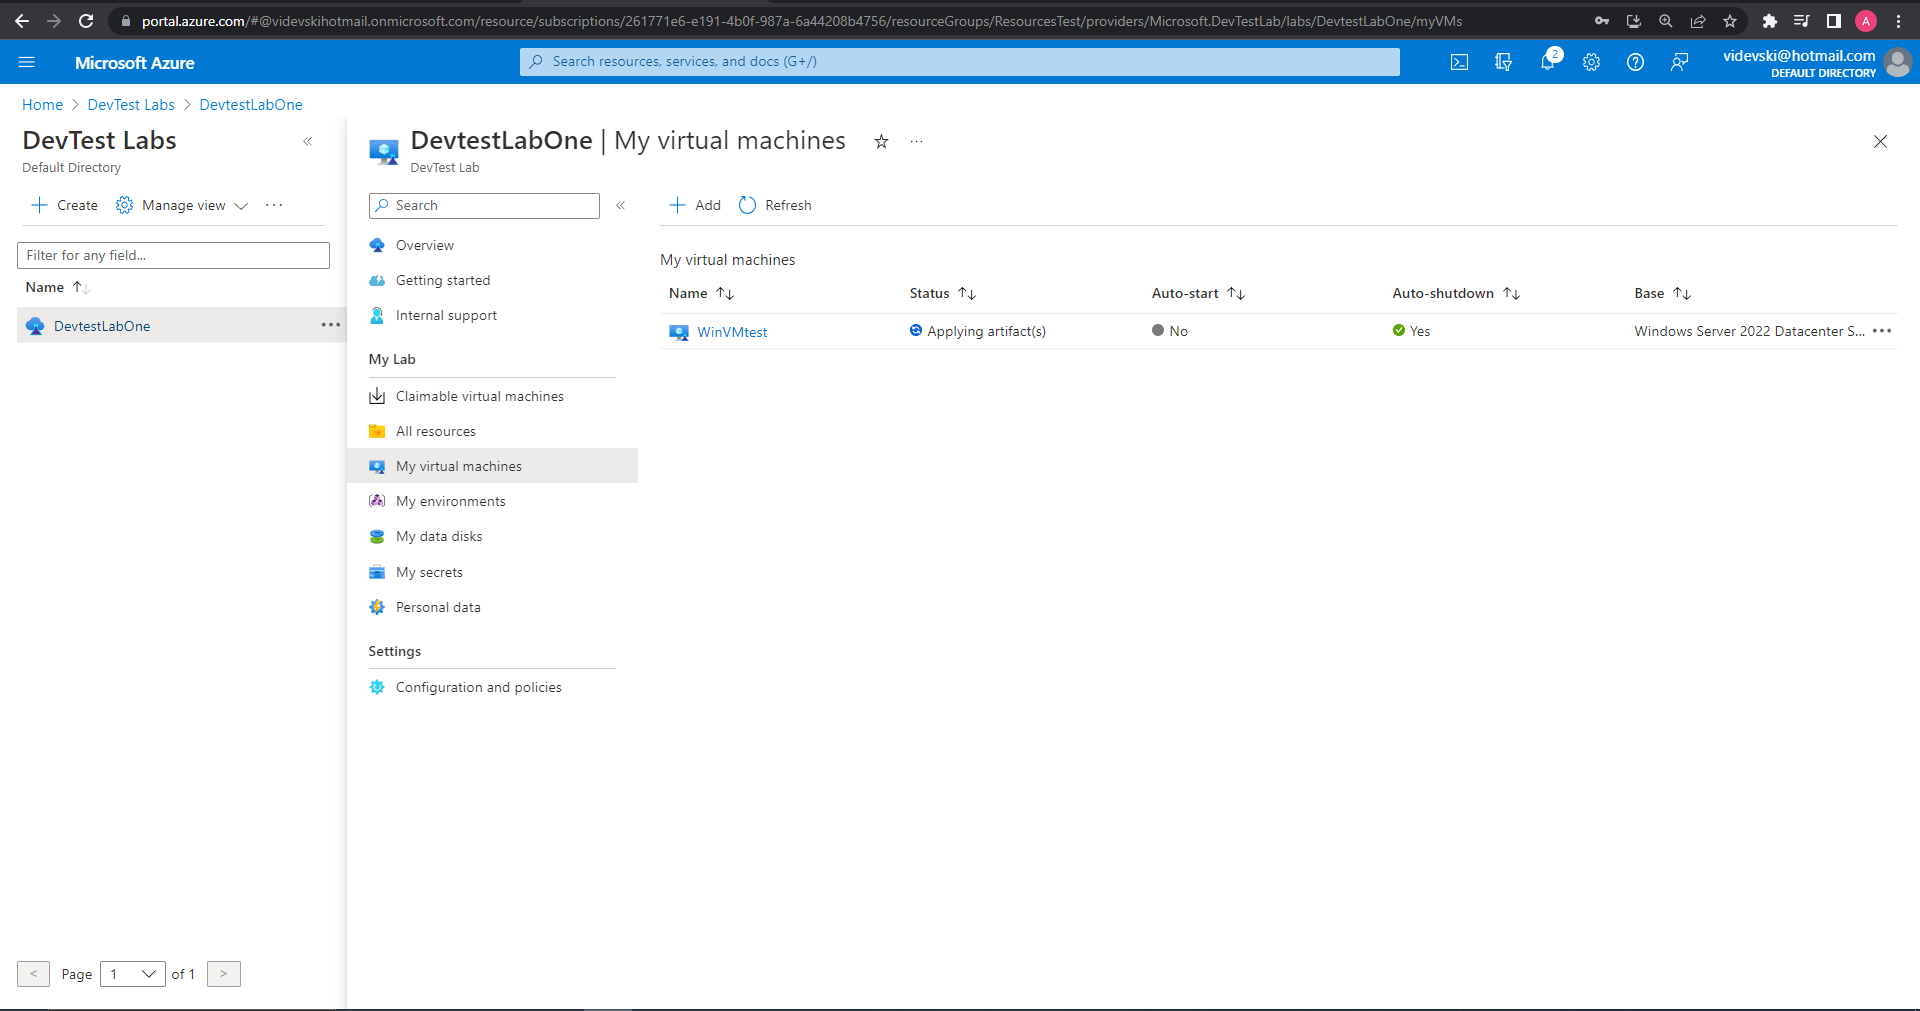 portal.azure.com/#@videvskihotmail.onmicrosoft.com/resource/subscriptions/261771e6-e191-4b0f-987a-6a44208b4756/resourceGroups/ResourcesTest/providers/Microsoft.DevTestLab/labs/DevtestLabOne/myVMs
A
Microsoft Azure
Search resources, services, and docs (G+/)
2
videvski@hotmail.com
DEFAULT DIRECTORY
Home > DevTest Labs > DevtestLabOne
DevTest Labs
Default Directory
Create
Manage view
Filter for any field...
Name
DevtestLabOne
< Page 1 of 1 >
DevtestLabOne | My virtual machines
DevTest Lab
Search
Overview
Getting started
Internal support
My Lab
Claimable virtual machines
All resources
My virtual machines
My environments
My data disks
My secrets
Personal data
Settings
Configuration and policies
Add
Refresh
My virtual machines
Name Status Auto-start Auto-shutdown Base
WinVMtest Applying artifact(s) No Yes Windows Server 2022 Datacenter S...